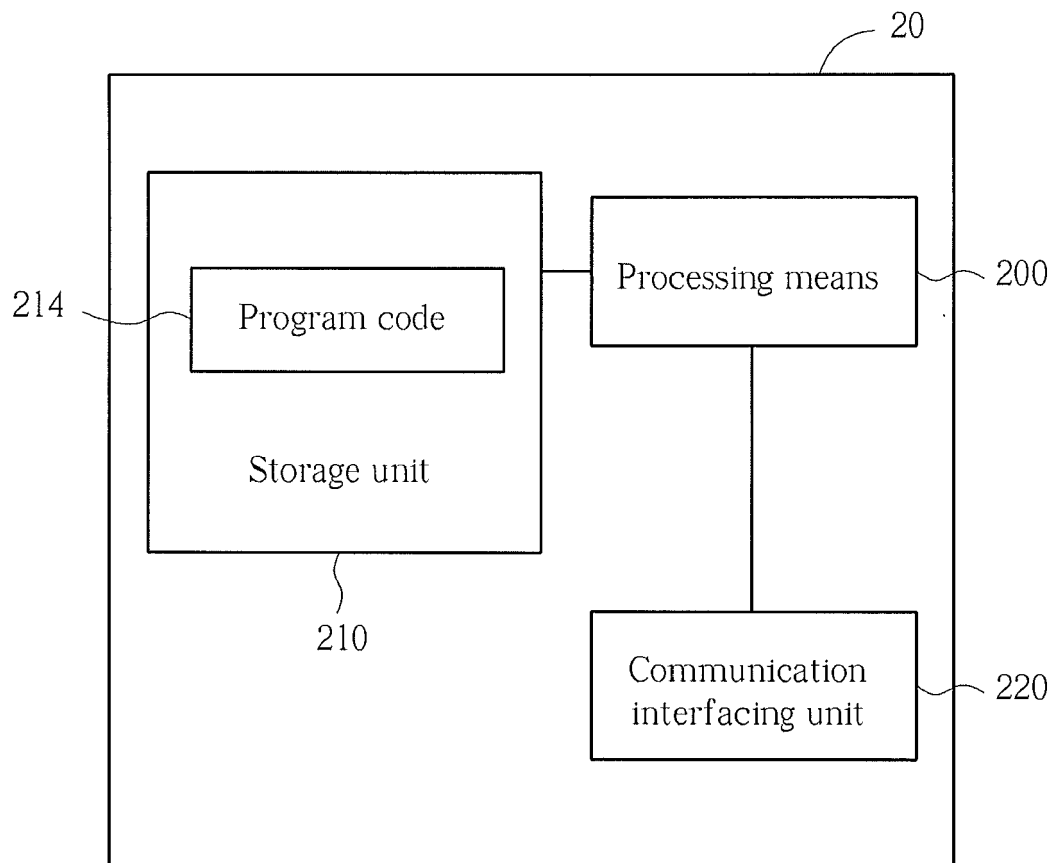 20
Processing means
200
214
Program code
Storage unit
210
Communication
interfacing unit
220